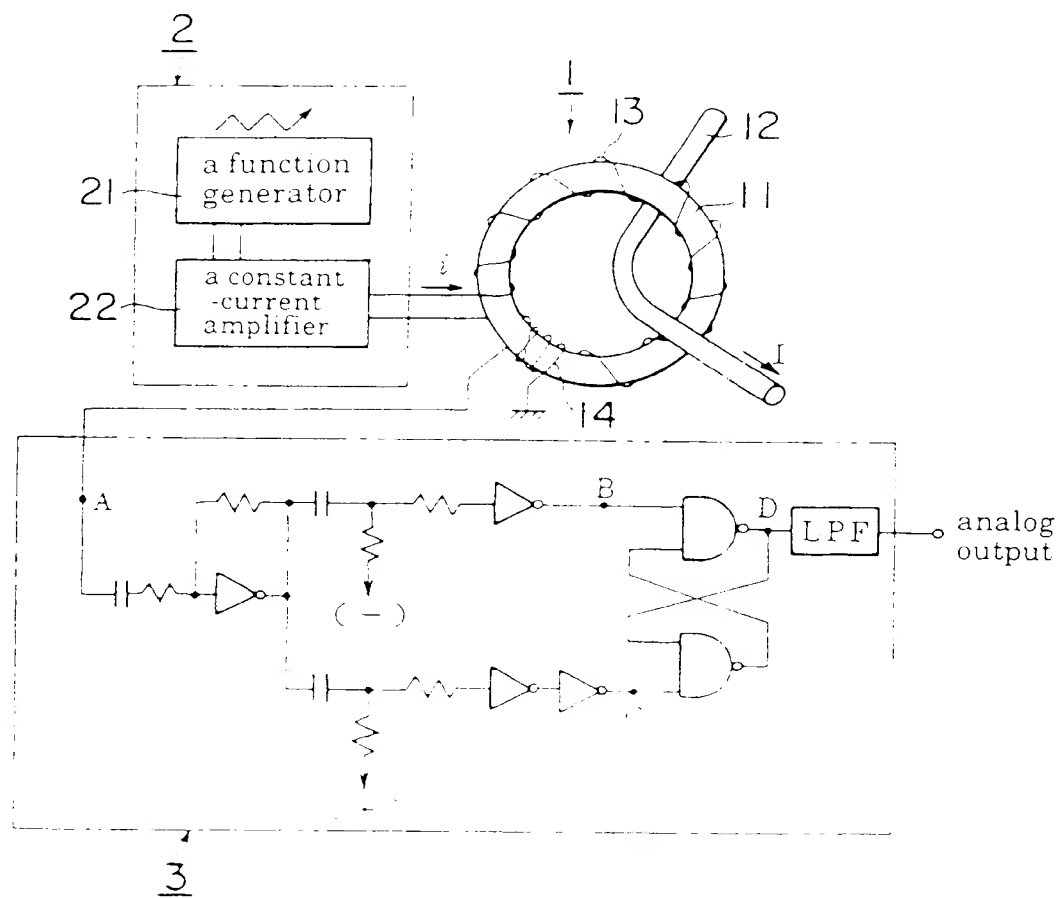 2
1
13
12
a function
generator
21
11
a constant
-current
amplifier
22
i
I
14
A
B
D
LPF
analog
output
( − )
3